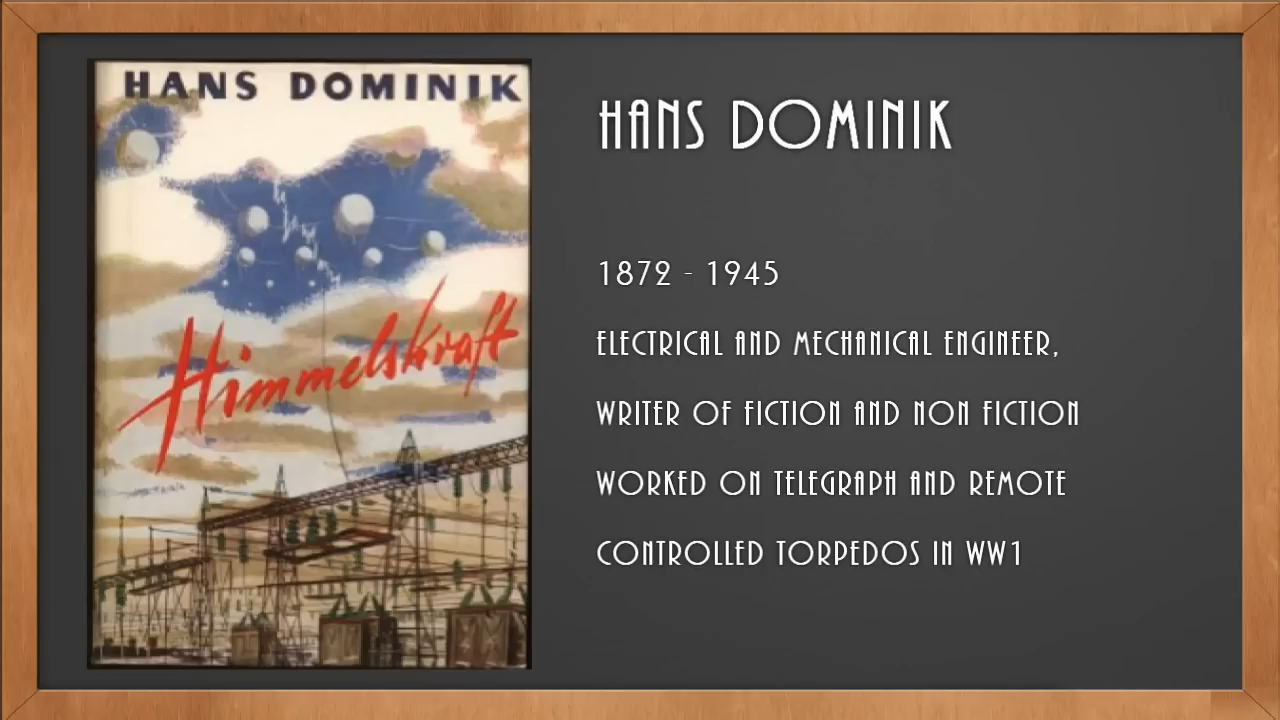 HANS DOMINIK
Himmelskraft
HANS DOMINIK
1872 - 1945
ELECTRICAL AND MECHANICAL ENGINEER,
WRITER OF FICTION AND NON FICTION
WORKED ON TELEGRAPH AND REMOTE
CONTROLLED TORPEDOS IN WW1